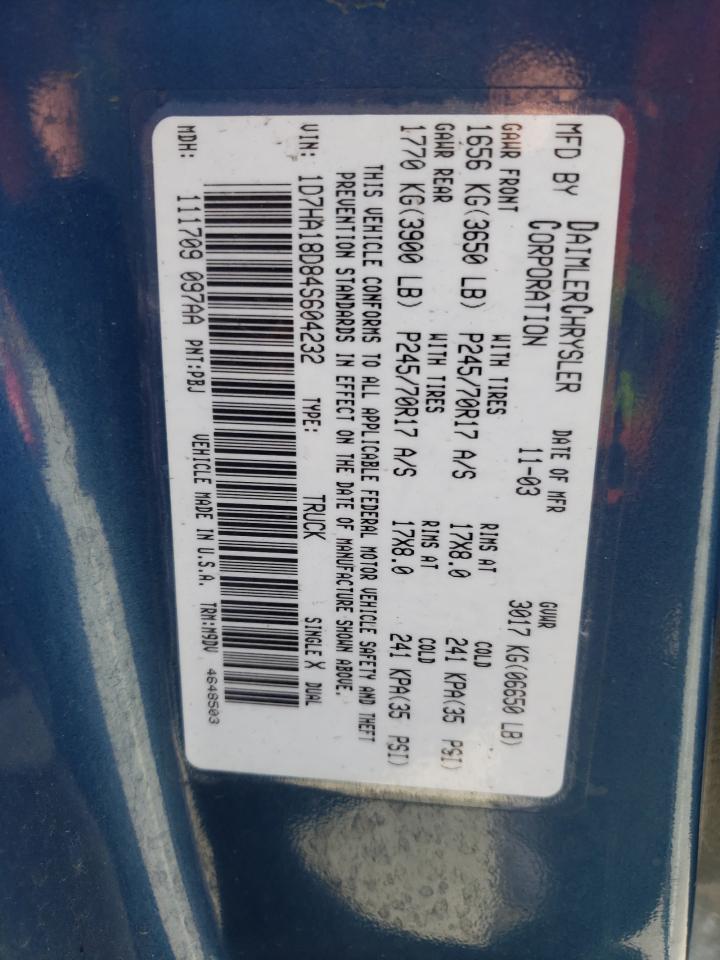 MFD BY DAIMLERCHRYSLER CORPORATION DATE OF MFR 11-03 GVWR 3017 KG(06650 LB)
GAWR FRONT WITH TIRES RIMS AT COLD
1656 KG(3650 LB) P245/70R17 A/S 17X8.0 241 KPA(35 PSI)
GAWR REAR WITH TIRES RIMS AT COLD
1770 KG(3900 LB) P245/70R17 A/S 17X8.0 241 KPA(35 PSI)
THIS VEHICLE CONFORMS TO ALL APPLICABLE FEDERAL MOTOR VEHICLE SAFETY AND THEFT
PREVENTION STANDARDS IN EFFECT ON THE DATE OF MANUFACTURE SHOWN ABOVE.
VIN: 1D7HA18D84S604232 TYPE: TRUCK SINGLE X DUAL
MDH: 111709 097AA PNT:PBJ VEHICLE MADE IN U.S.A. TRM:M9DV 4648503